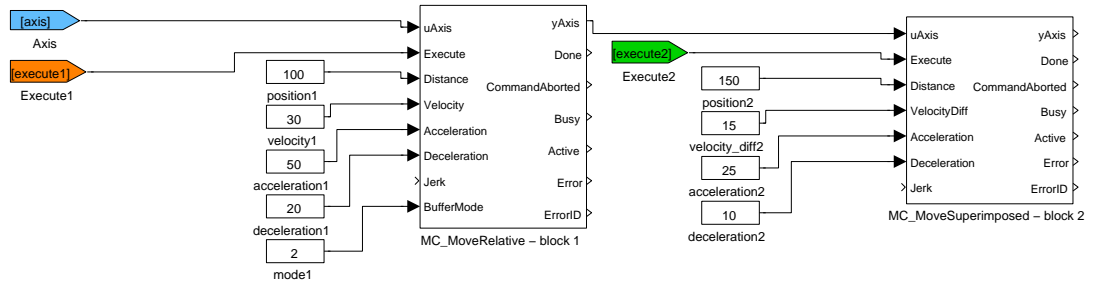 [axis]
Axis
[execute1]
Execute1
100
position1
30
velocity1
50
acceleration1
20
deceleration1
2
mode1
uAxis
Execute
Distance
Velocity
Acceleration
Deceleration
Jerk
BufferMode
yAxis
Done
CommandAborted
Busy
Active
Error
ErrorID
MC_MoveRelative – block 1
[execute2]
Execute2
150
position2
15
velocity_diff2
25
acceleration2
10
deceleration2
uAxis
Execute
Distance
VelocityDiff
Acceleration
Deceleration
Jerk
yAxis
Done
CommandAborted
Busy
Active
Error
ErrorID
MC_MoveSuperimposed – block 2